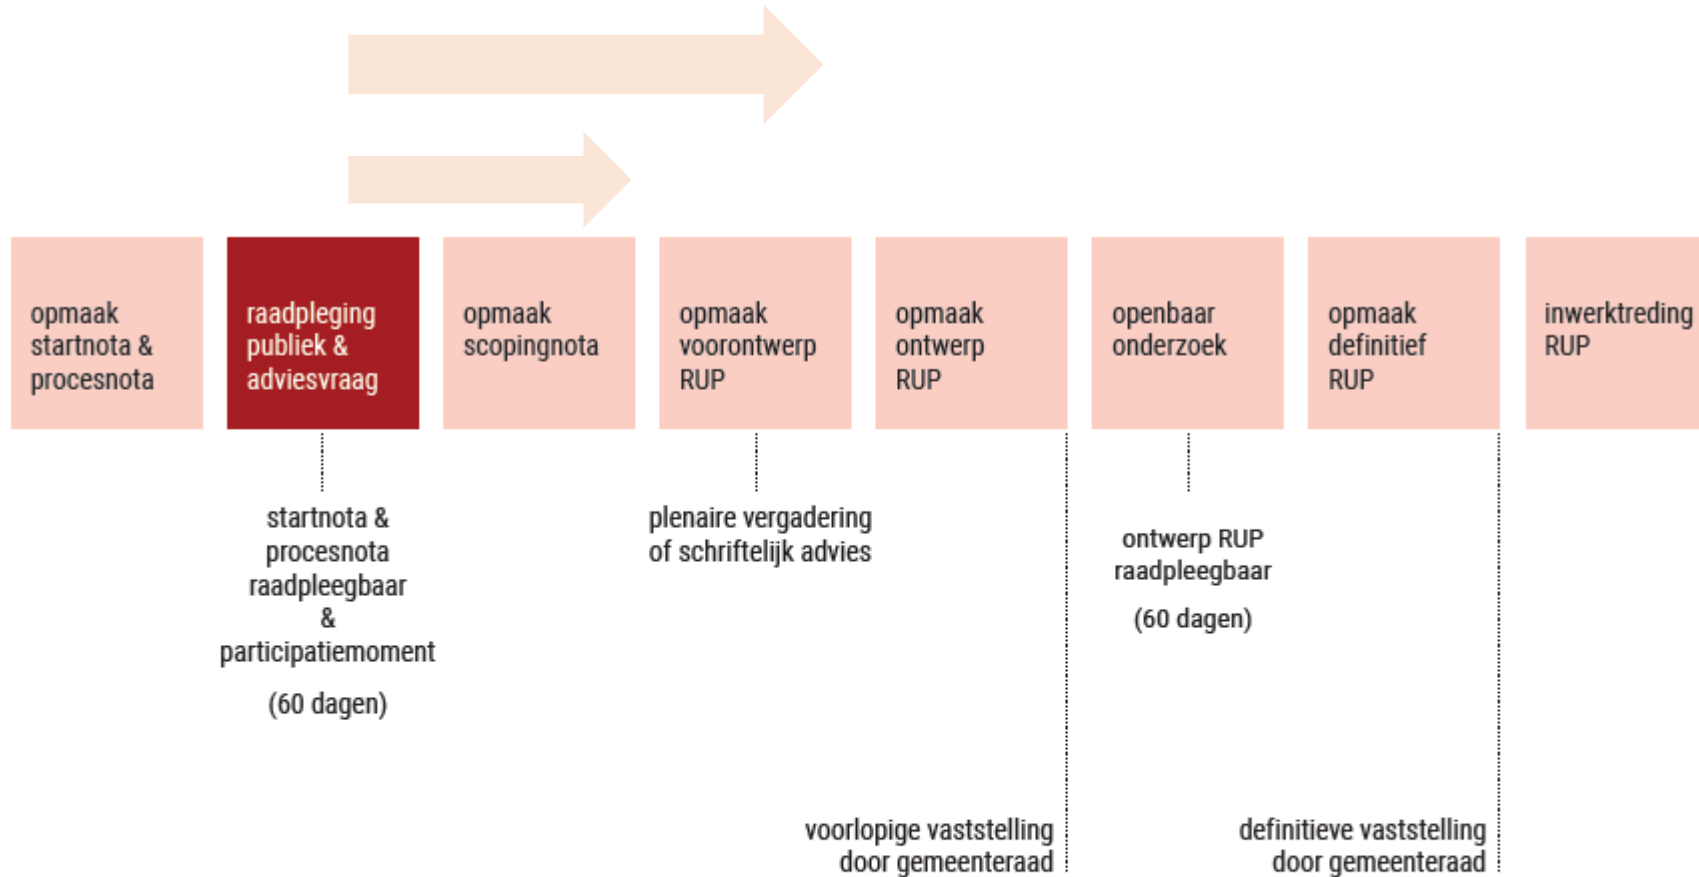 opmaak
startnota &
procesnota
raadpleging
publiek &
adviesvraag
opmaak
scopingnota
opmaak
voorontwerp
RUP
opmaak
ontwerp
RUP
openbaar
onderzoek
opmaak
definitief
RUP
inwerktreding
RUP
startnota &
procesnota
raadpleegbaar
&
participatiemoment
(60 dagen)
plenaire vergadering
of schriftelijk advies
ontwerp RUP
raadpleegbaar
(60 dagen)
voorlopige vaststelling
door gemeenteraad
definitieve vaststelling
door gemeenteraad